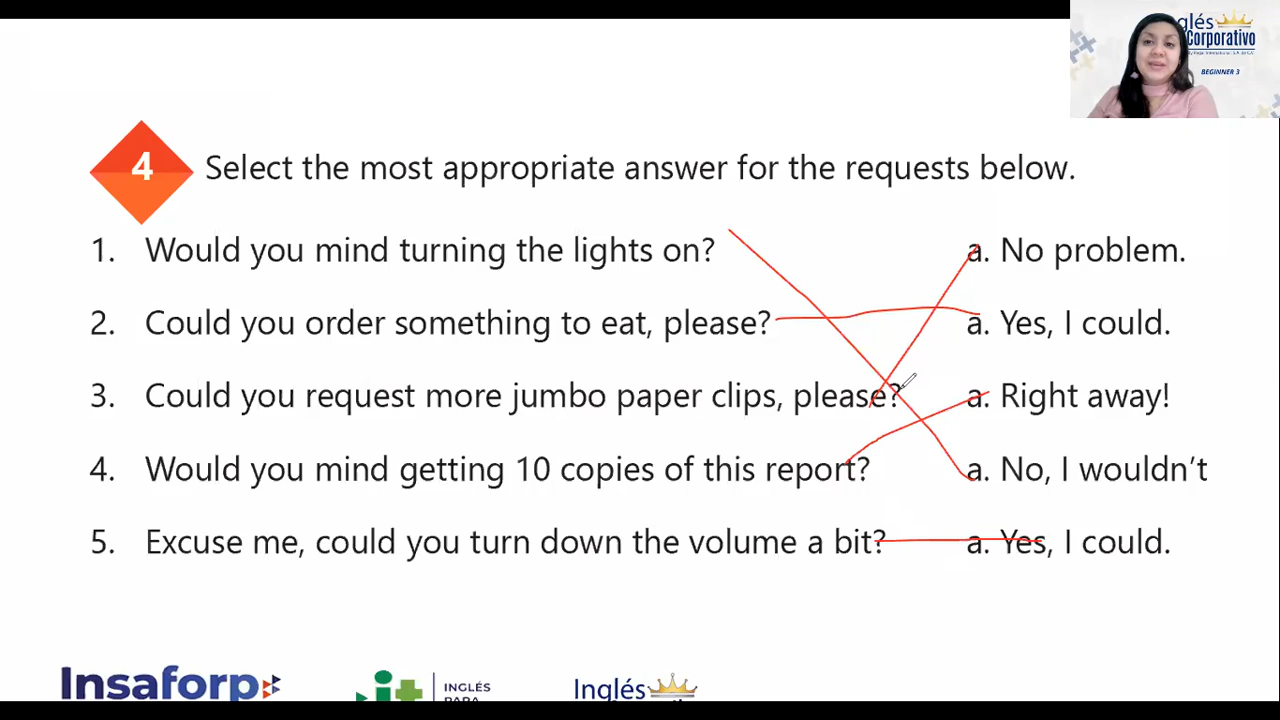 glés
Corporativo
BEGINNER 3
4
Select the most appropriate answer for the requests below.
1. Would you mind turning the lights on? a. No problem.
2. Could you order something to eat, please? a. Yes, I could.
3. Could you request more jumbo paper clips, please? a. Right away!
4. Would you mind getting 10 copies of this report? a. No, I wouldn’t
5. Excuse me, could you turn down the volume a bit? a. Yes, I could.
Insaforp
it
INGLÉS
PARA
Inglés